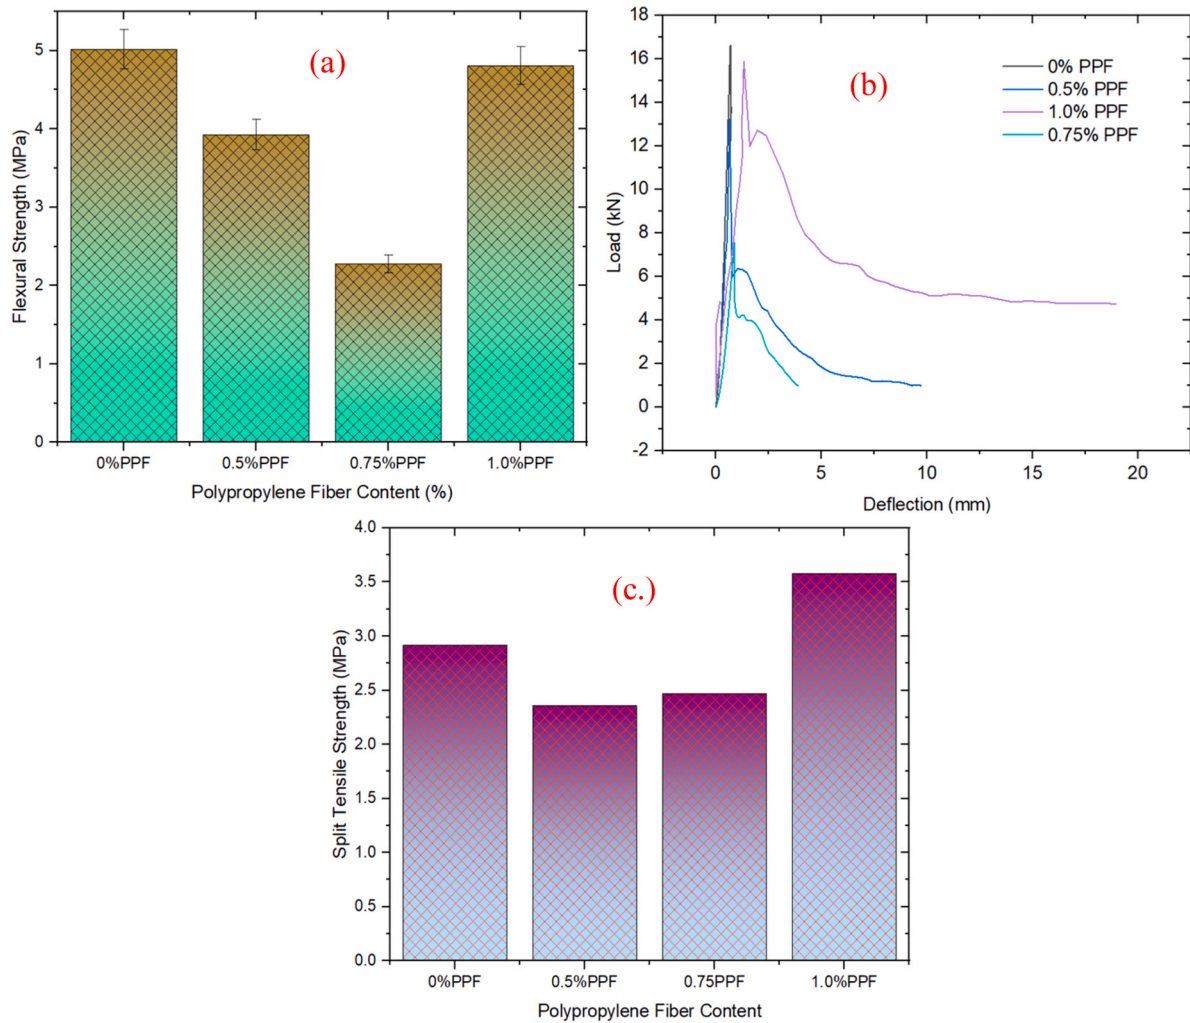 (a)
Flexural Strength (MPa)
5
4
3
2
1
0
0%PPF 0.5%PPF 0.75%PPF 1.0%PPF
Polypropylene Fiber Content (%)
(b)
Load (kN)
18
16
14
12
10
8
6
4
2
0
-2
0% PPF
0.5% PPF
1.0% PPF
0.75% PPF
0 5 10 15 20
Deflection (mm)
(c.)
Split Tensile Strength (MPa)
4.0
3.5
3.0
2.5
2.0
1.5
1.0
0.5
0.0
0%PPF 0.5%PPF 0.75PPF 1.0%PPF
Polypropylene Fiber Content